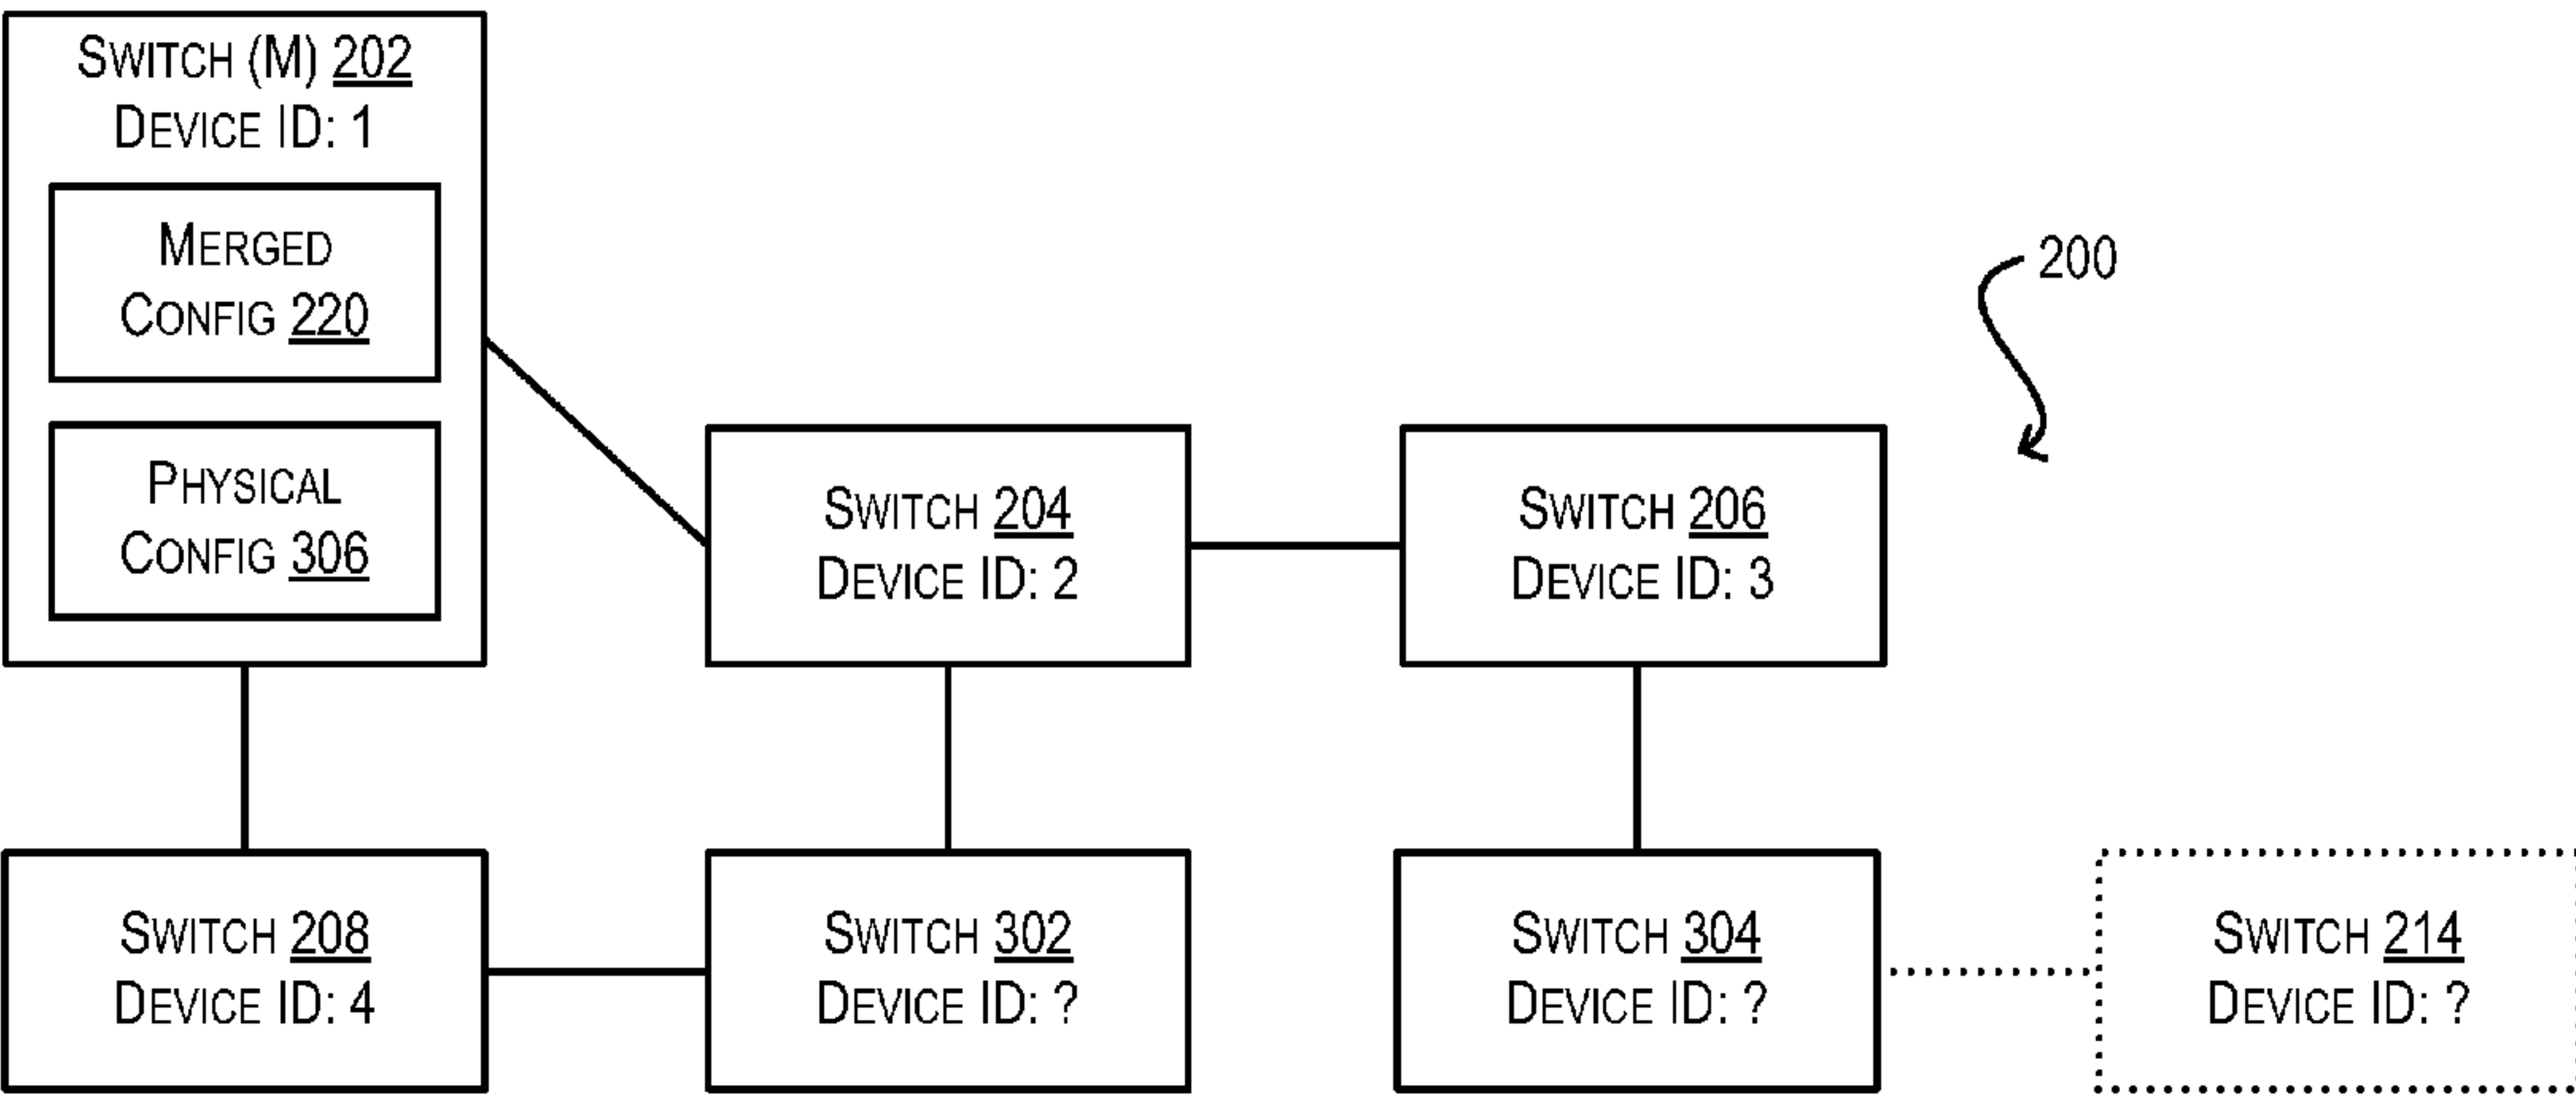 SWITCH (M) 202
DEVICE ID: 1
MERGED
CONFIG 220
PHYSICAL
CONFIG 306
200
SWITCH 204
DEVICE ID: 2
SWITCH 206
DEVICE ID: 3
SWITCH 208
DEVICE ID: 4
SWITCH 302
DEVICE ID: ?
SWITCH 304
DEVICE ID: ?
SWITCH 214
DEVICE ID: ?